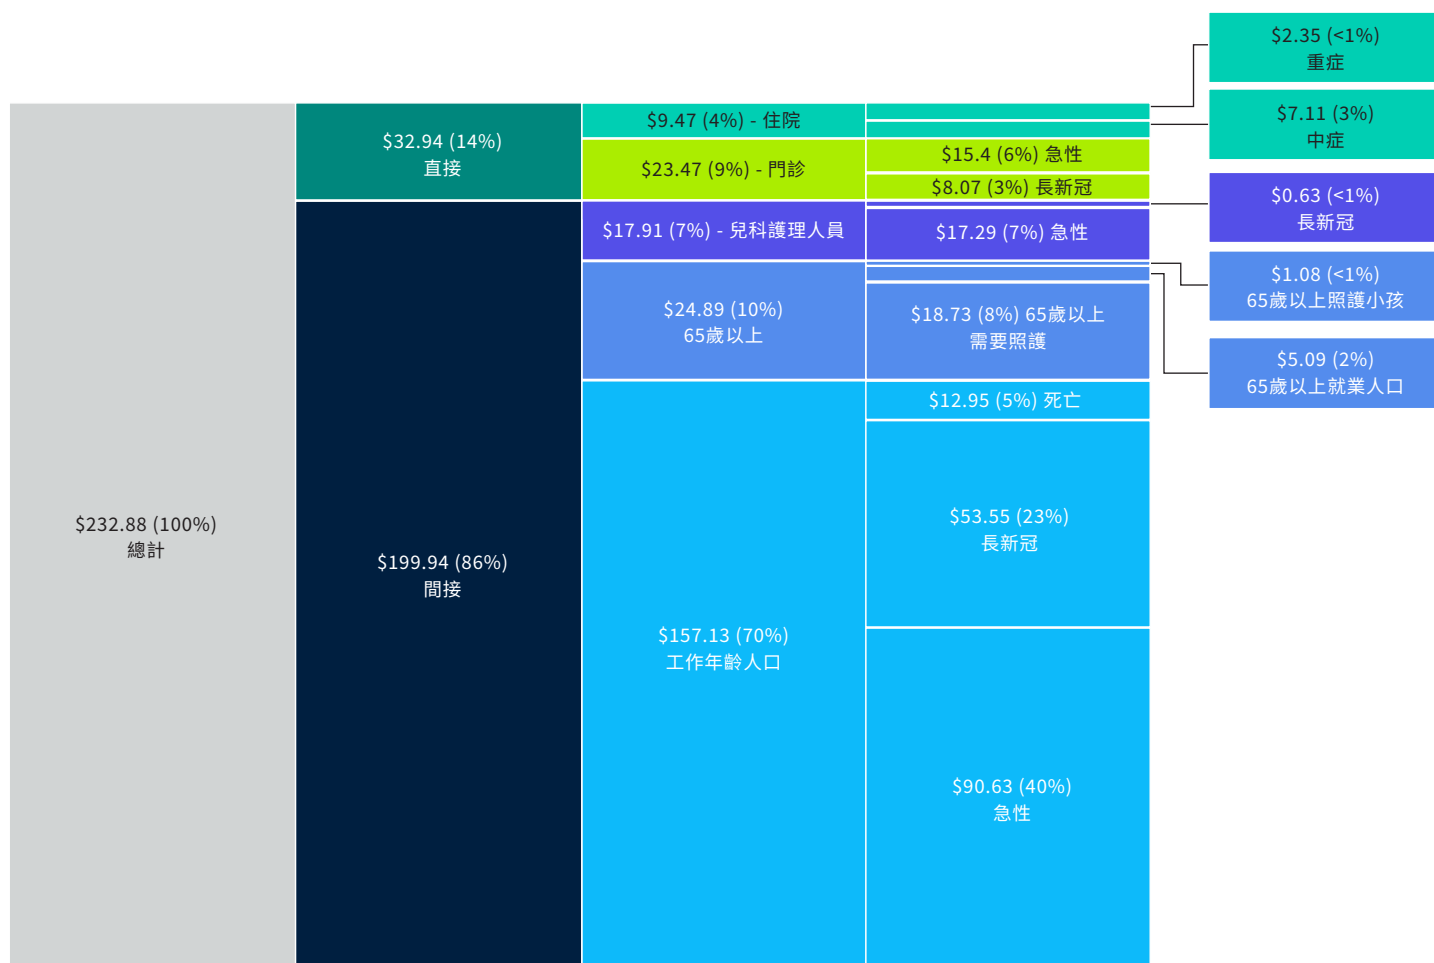 $232.88 (100%)
總計
$32.94 (14%)
直接
$199.94 (86%)
間接
$9.47 (4%) - 住院
$23.47 (9%) - 門診
$17.91 (7%) - 兒科護理人員
$24.89 (10%)
65歲以上
$157.13 (70%)
工作年齡人口
$15.4 (6%) 急性
$8.07 (3%) 長新冠
$17.29 (7%) 急性
$18.73 (8%) 65歲以上
需要照護
$12.95 (5%) 死亡
$53.55 (23%)
長新冠
$90.63 (40%)
急性
$2.35 (<1%)
重症
$7.11 (3%)
中症
$0.63 (<1%)
長新冠
$1.08 (<1%)
65歲以上照護小孩
$5.09 (2%)
65歲以上就業人口